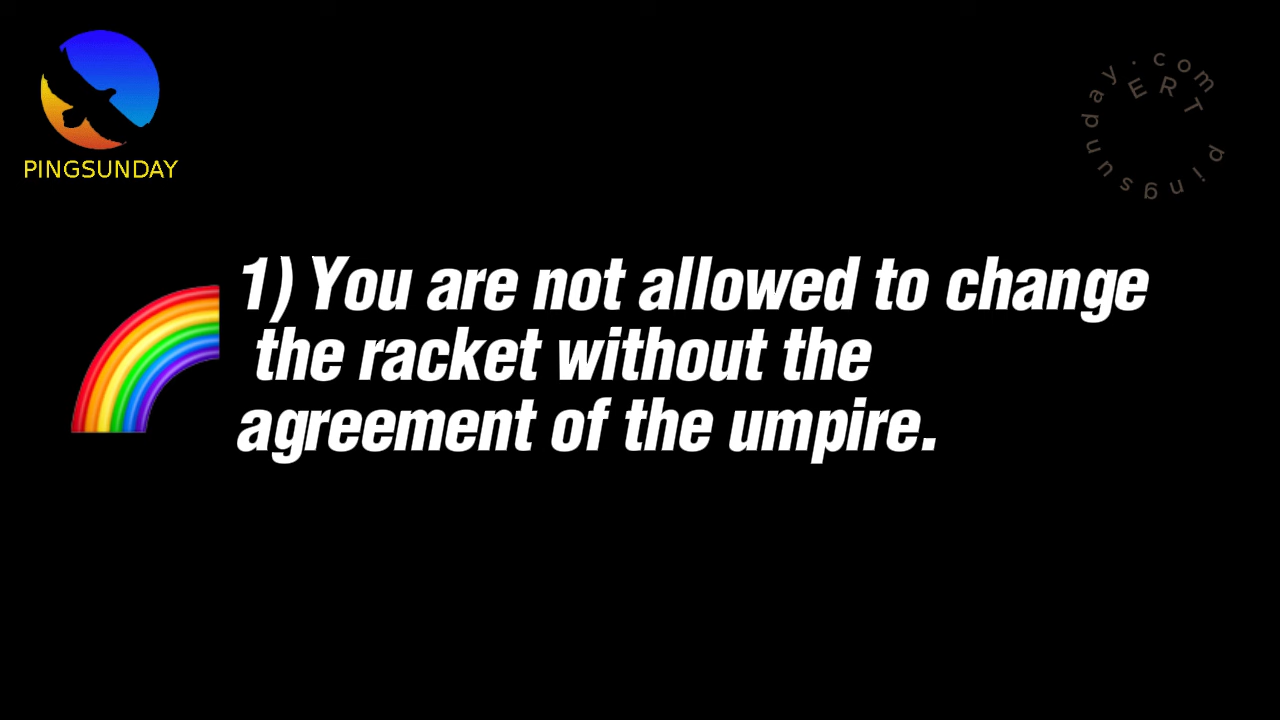 PINGSUNDAY
pingsunday.com
ERT
1) You are not allowed to change
the racket without the
agreement of the umpire.